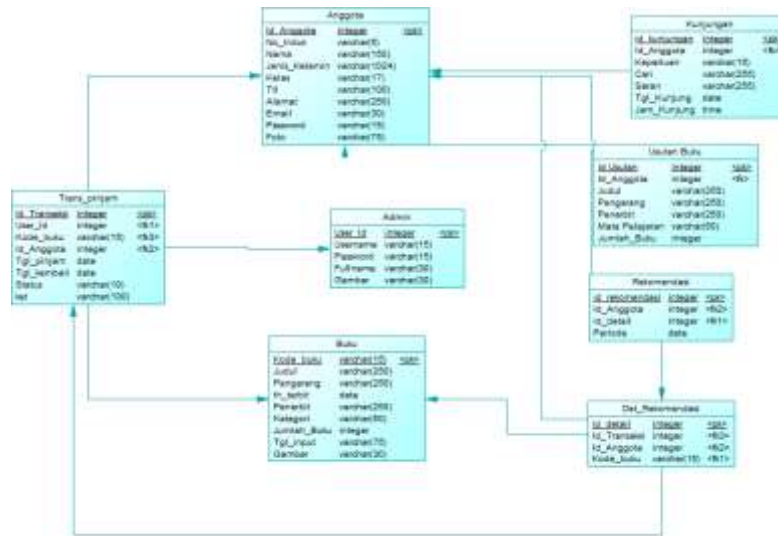 Anggota
Id_Anggota integer <pk>
No_Induk varchar(5)
Nama varchar(150)
Jenis_Kelamin varchar(1024)
Kelas varchar(17)
Ttl varchar(100)
Alamat varchar(250)
Email varchar(30)
Password varchar(15)
Foto varchar(75)
Kunjungan
Id_kunjungan integer <pk>
Id_Anggota integer <fk>
Keperluan varchar(15)
Cari varchar(255)
Saran varchar(255)
Tgl_Kunjung date
Jam_Kunjung time
Usulan Buku
Id_Usulan integer <pk>
Id_Anggota integer <fk>
Judul varchar(250)
Pengarang varchar(250)
Penerbit varchar(250)
Mata Pelajaran varchar(50)
Jumlah_Buku integer
Trans_pinjam
Id_Transaksi integer <pk>
User_Id integer <fk1>
Kode_buku varchar(15) <fk3>
Id_Anggota integer <fk2>
Tgl_pinjam date
Tgl_kembali date
Status varchar(10)
ket varchar(100)
Admin
User_Id integer <pk>
Username varchar(15)
Password varchar(15)
Fullname varchar(30)
Gambar varchar(30)
Rekomendasi
Id_rekomendasi integer <pk>
Id_Anggota integer <fk2>
Id_detail integer <fk1>
Periode date
Buku
Kode_buku varchar(15) <pk>
Judul varchar(250)
Pengarang varchar(250)
th_terbit date
Penerbit varchar(255)
Kategori varchar(50)
Jumlah_Buku integer
Tgl_input varchar(75)
Gambar varchar(20)
Det_Rekomendasi
Id_detail integer <pk>
Id_Transaksi integer <fk3>
Id_Anggota integer <fk2>
Kode_buku varchar(15) <fk1>